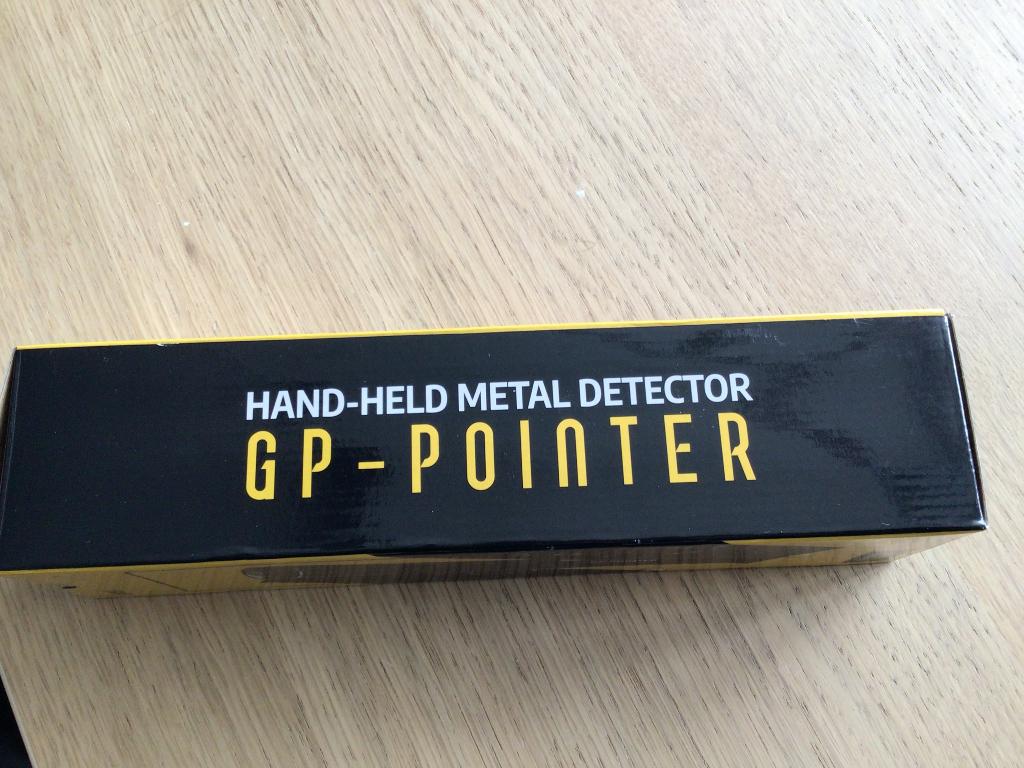 HAND-HELD METAL DETECTOR
GP-POINTER